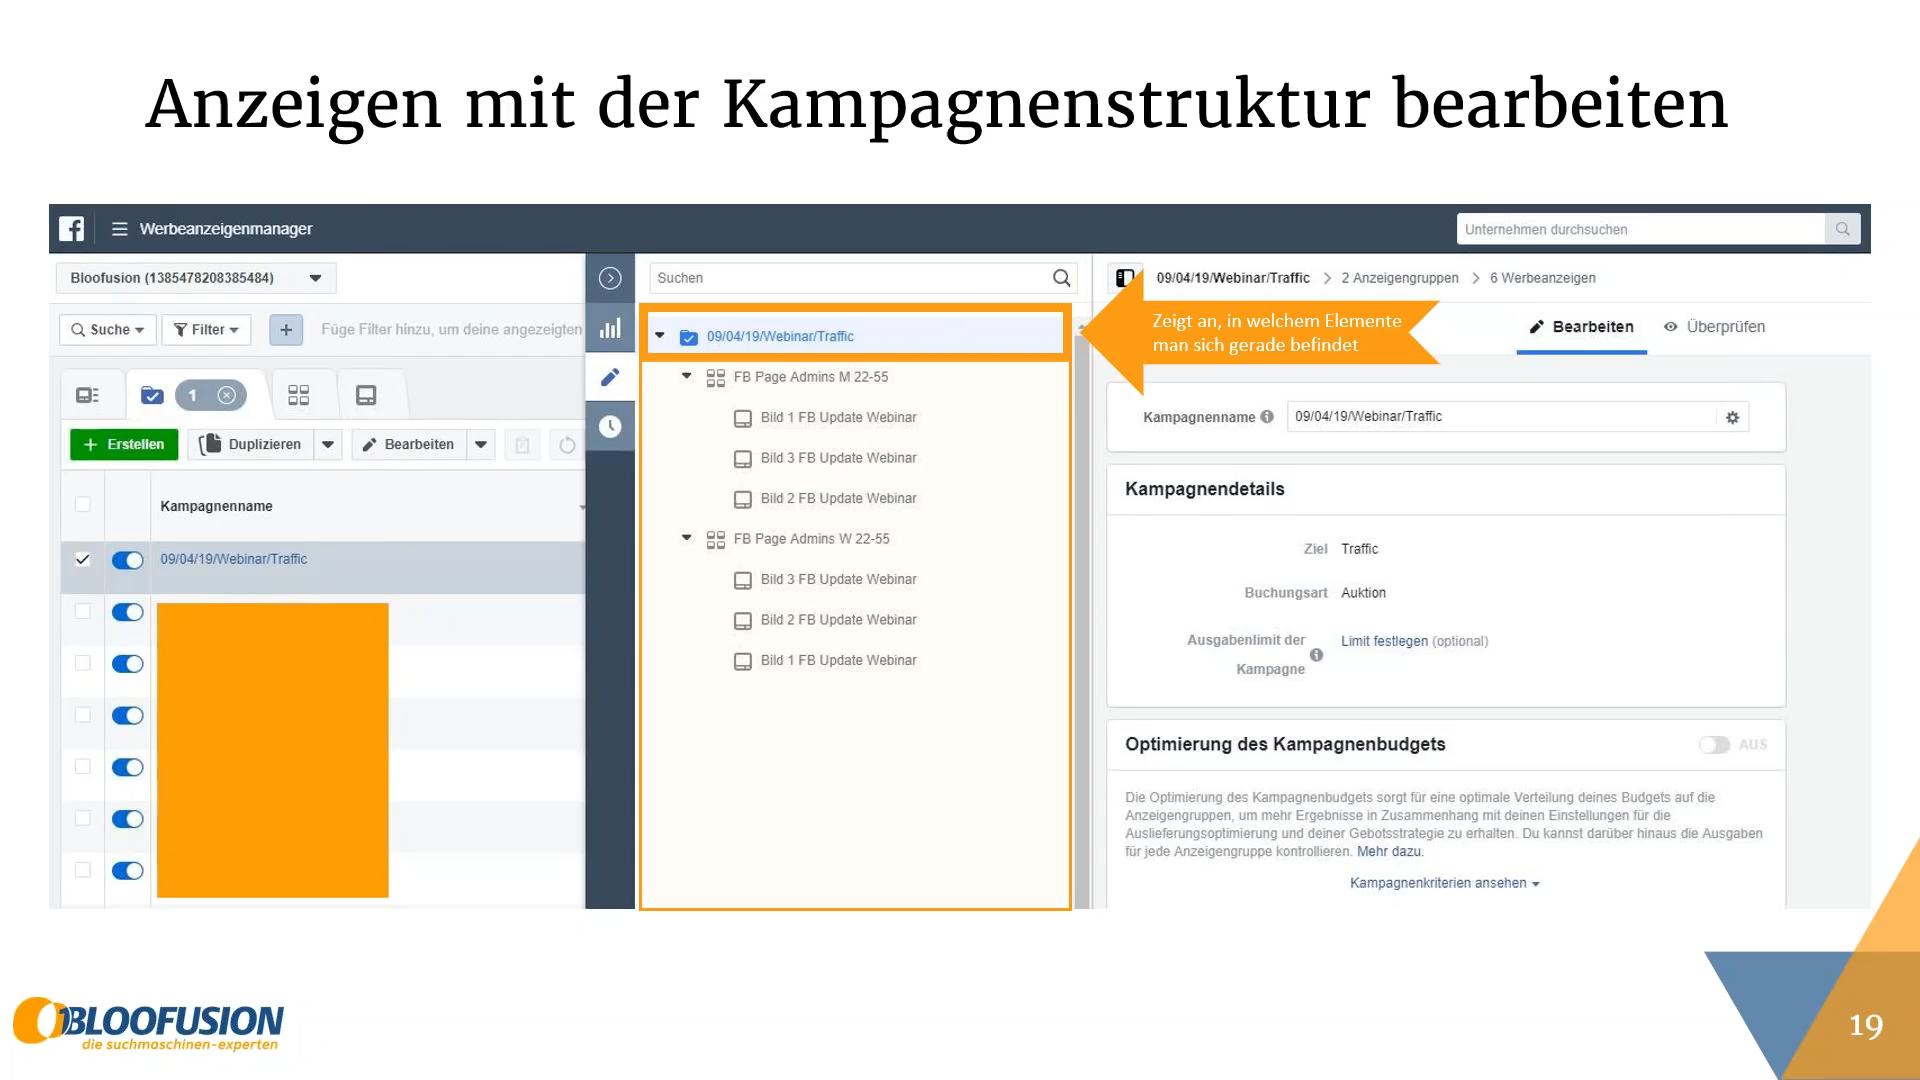 Anzeigen mit der Kampagnenstruktur bearbeiten
Werbeanzeigenmanager
Unternehmen durchsuchen
Bloofusion (1385478208385484)
Suchen
09/04/19/Webinar/Traffic
2 Anzeigengruppen
6 Werbeanzeigen
Suche
Filter
Füge Filter hinzu, um deine angezeigten
09/04/19/Webinar/Traffic
Zeigt an, in welchem Elemente
man sich gerade befindet
Bearbeiten
Überprüfen
1
FB Page Admins M 22-55
Bild 1 FB Update Webinar
Bild 3 FB Update Webinar
Bild 2 FB Update Webinar
FB Page Admins W 22-55
Bild 3 FB Update Webinar
Bild 2 FB Update Webinar
Bild 1 FB Update Webinar
Erstellen
Duplizieren
Bearbeiten
Kampagnenname
09/04/19/Webinar/Traffic
Kampagnenname
09/04/19/Webinar/Traffic
Kampagnendetails
Ziel
Traffic
Buchungsart
Auktion
Ausgabenlimit der
Kampagne
Limit festlegen (optional)
Optimierung des Kampagnenbudgets
AUS
Die Optimierung des Kampagnenbudgets sorgt für eine optimale Verteilung deines Budgets auf die
Anzeigengruppen, um mehr Ergebnisse in Zusammenhang mit deinen Einstellungen für die
Auslieferungsoptimierung und deiner Gebotsstrategie zu erhalten. Du kannst darüber hinaus die Ausgaben
für jede Anzeigengruppe kontrollieren. Mehr dazu.
Kampagnenkriterien ansehen
BLOOFUSION
die suchmaschinen-experten
19